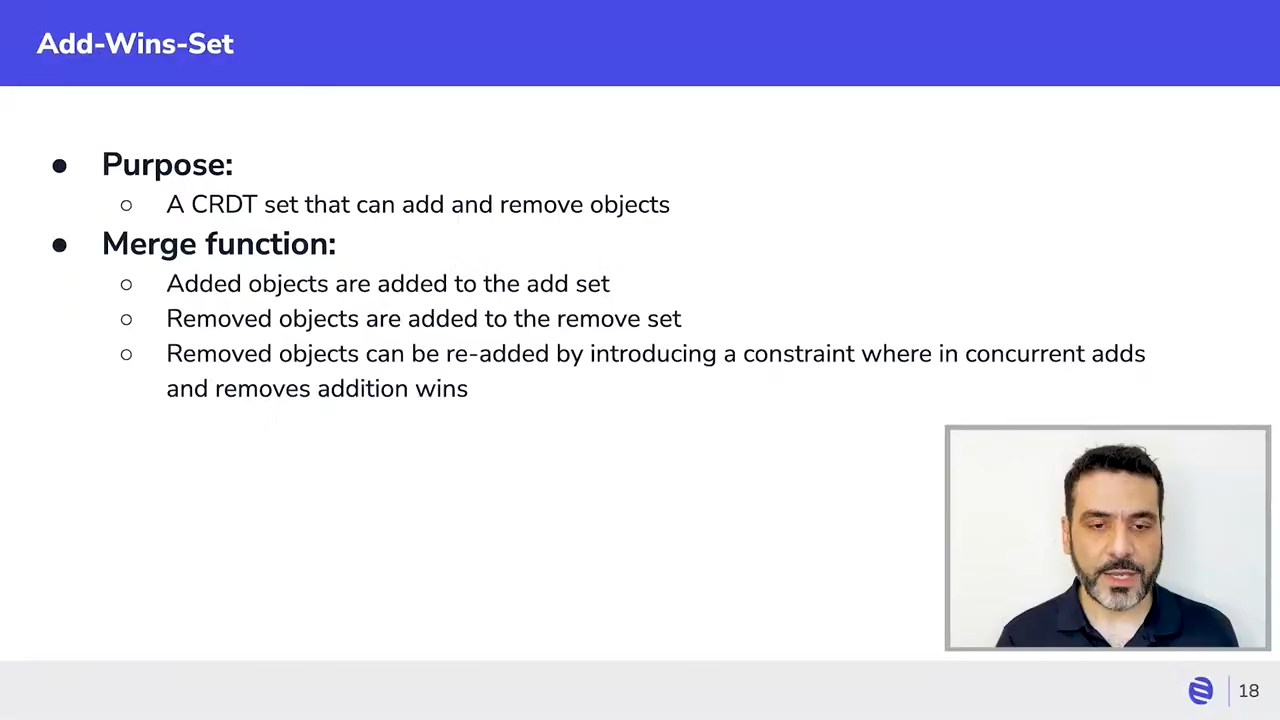 Add-Wins-Set
● Purpose:
○ A CRDT set that can add and remove objects
● Merge function:
○ Added objects are added to the add set
○ Removed objects are added to the remove set
○ Removed objects can be re-added by introducing a constraint where in concurrent adds
and removes addition wins
18